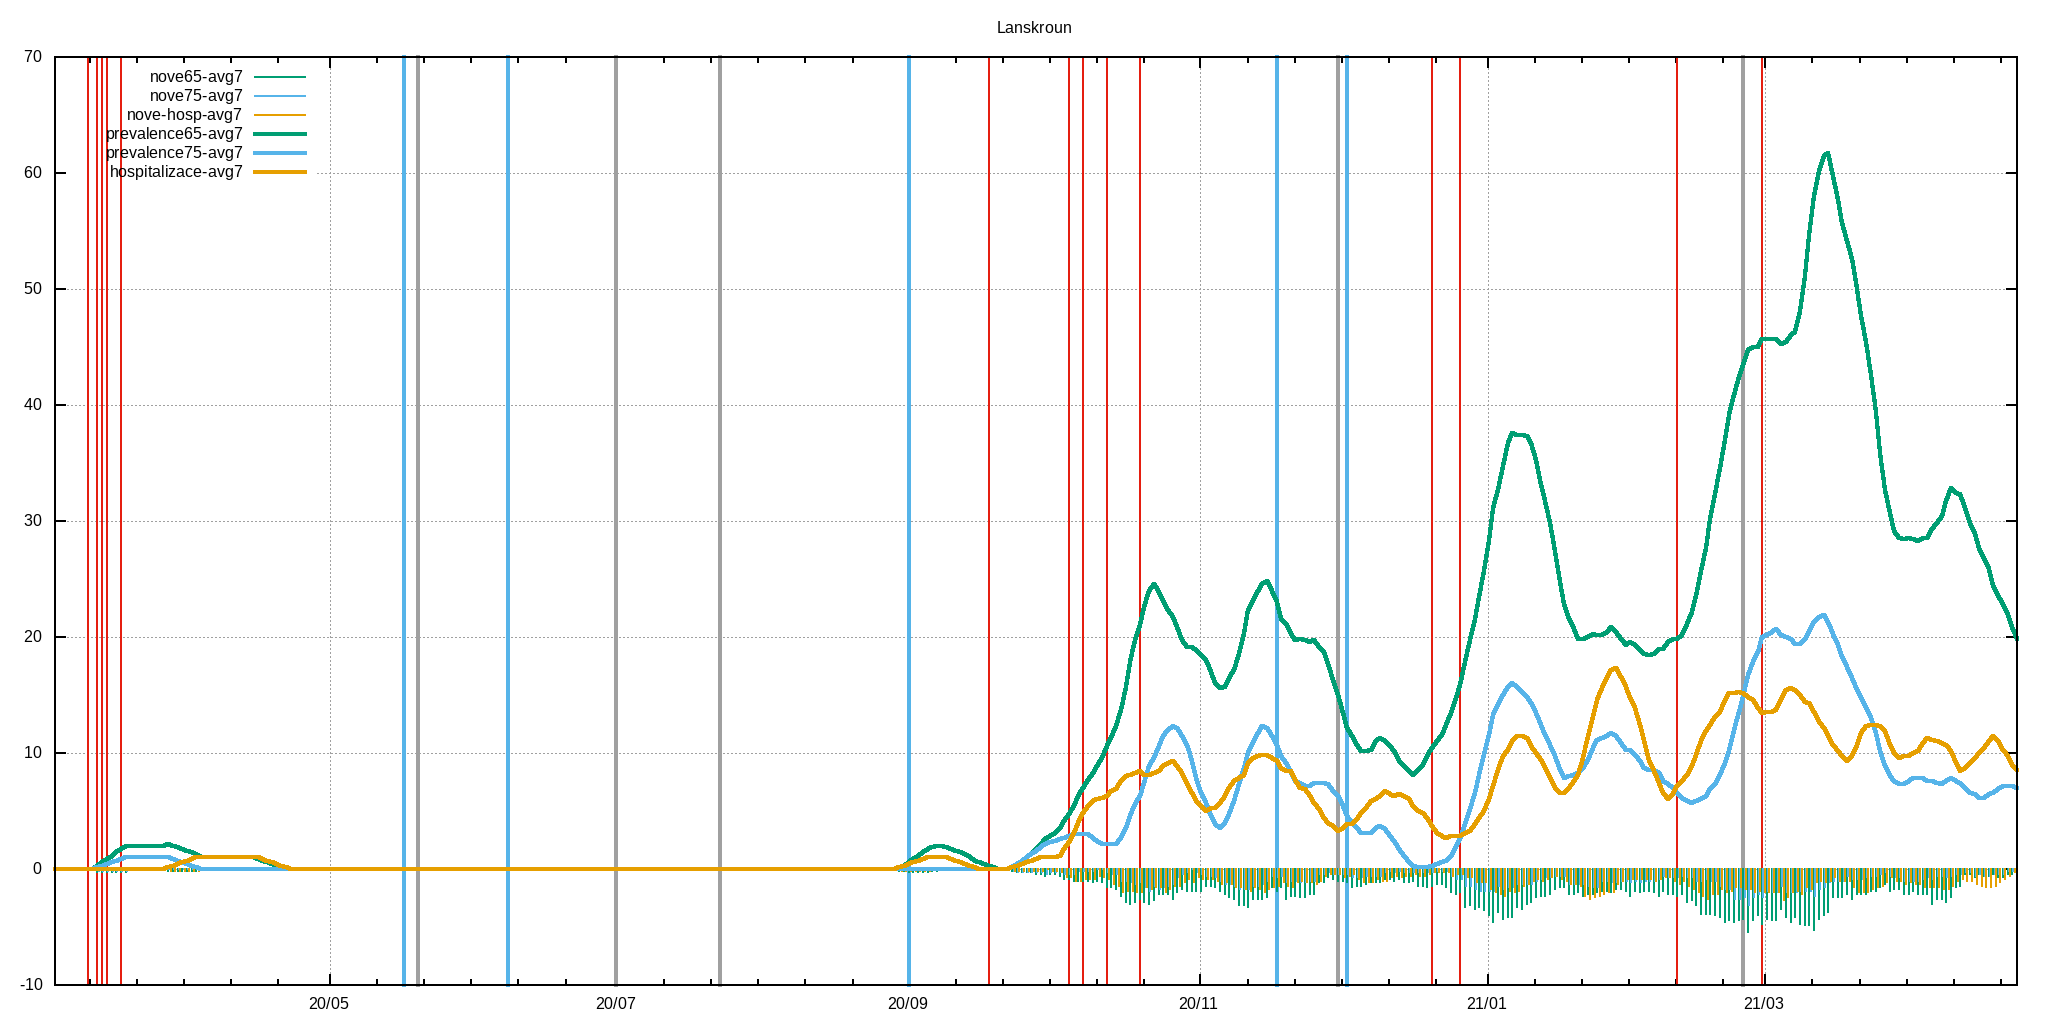 Lanskroun
70
60
50
40
30
20
10
0
-10
nove65-avg7
nove75-avg7
nove-hosp-avg7
prevalence65-avg7
prevalence75-avg7
hospitalizace-avg7
20/05
20/07
20/09
20/11
21/01
21/03